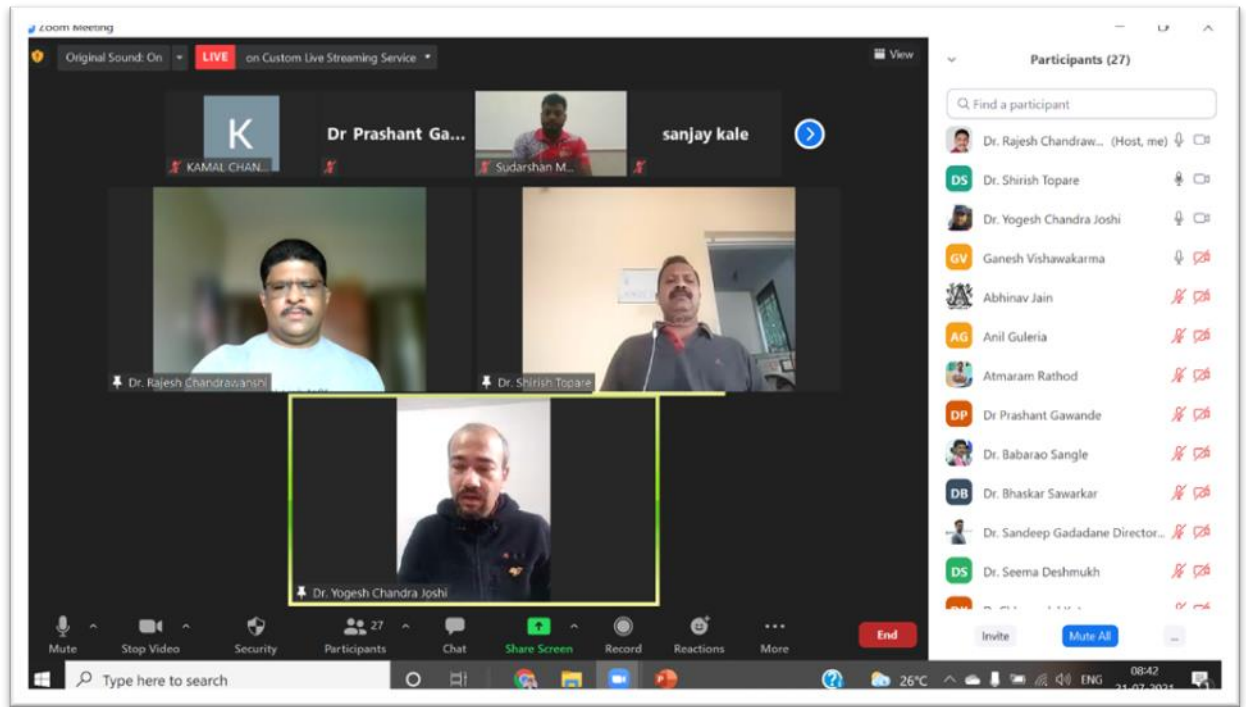 Zoom Meeting
Original Sound: On LIVE on Custom Live Streaming Service View
K
KAMAL CHAN...
Dr Prashant Ga...
Sudarshan M...
sanjay kale
Dr. Rajesh Chandrawanshi
Dr. Shirish Topare
Dr. Yogesh Chandra Joshi
Participants (27)
Find a participant
Dr. Rajesh Chandraw... (Host, me)
DS Dr. Shirish Topare
Dr. Yogesh Chandra Joshi
GV Ganesh Vishawakarma
Abhinav Jain
AG Anil Guleria
Atmaram Rathod
DP Dr Prashant Gawande
Dr. Babarao Sangle
DB Dr. Bhaskar Sawarkar
Dr. Sandeep Gadadane Director...
DS Dr. Seema Deshmukh
Invite Mute All ...
27
Mute Stop Video Security Participants Chat Share Screen Record Reactions More End
Type here to search 26°C ENG 08:42
21-07-2021